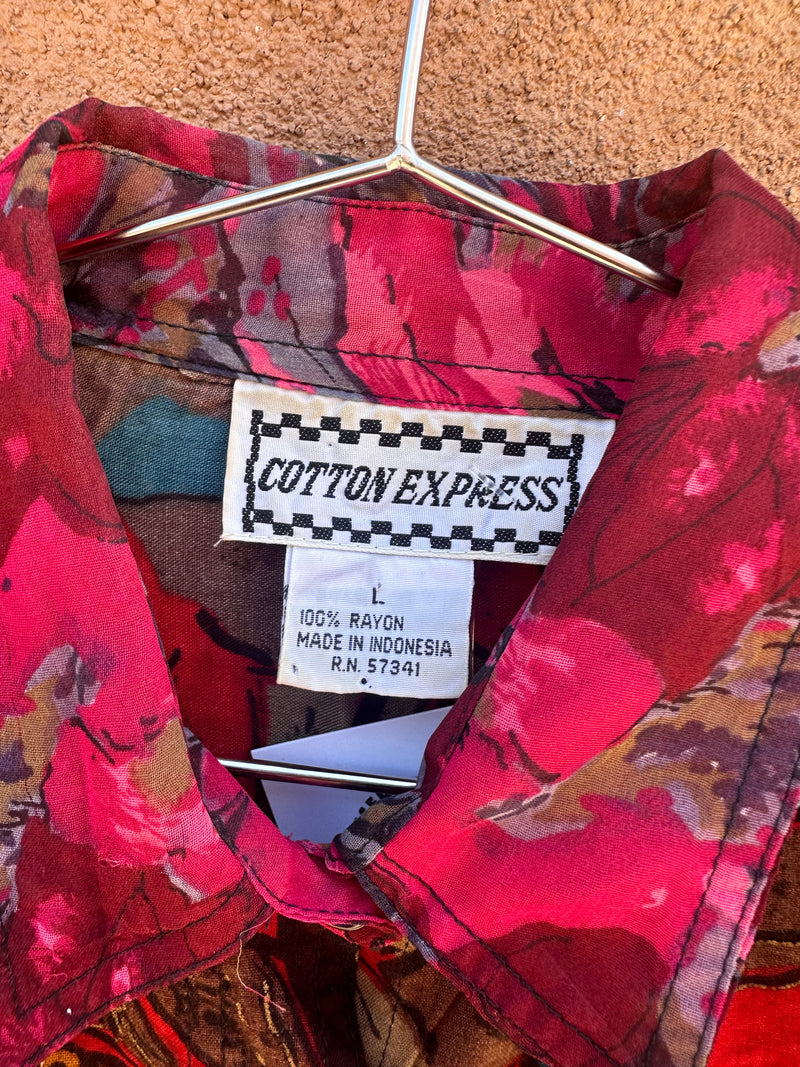 COTTON EXPRESS
L
100% RAYON
MADE IN INDONESIA
R.N. 57341